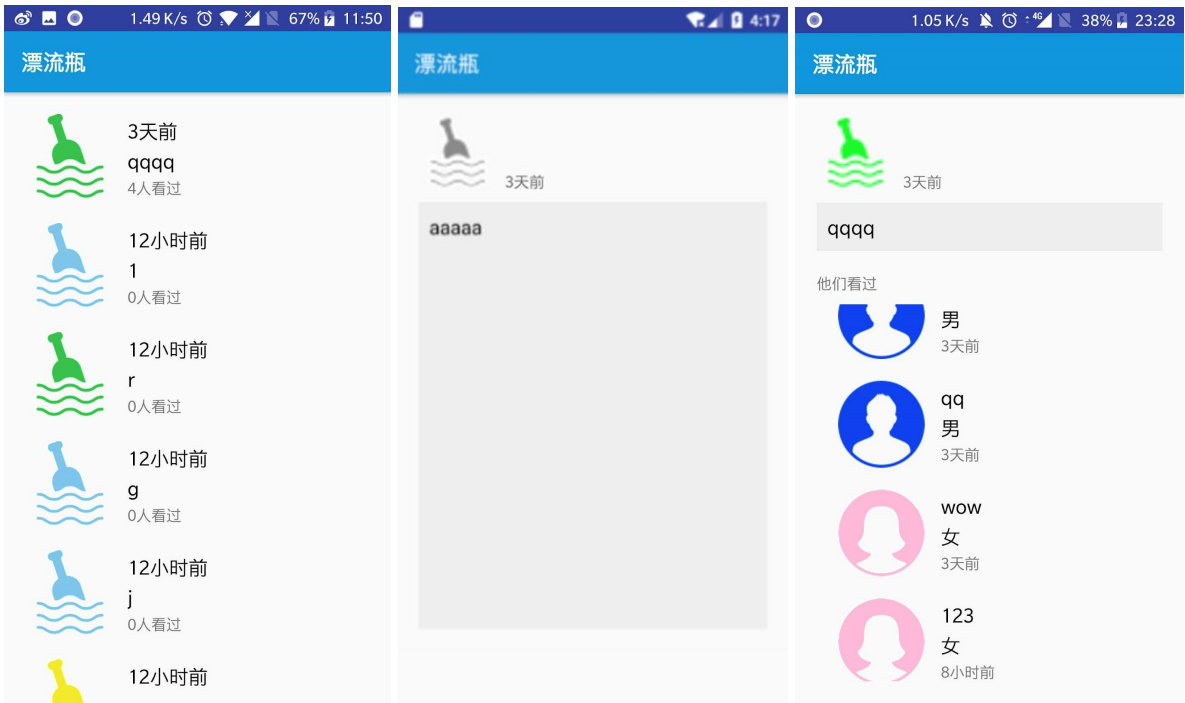 1.49 K/s 67% 11:50
漂流瓶
3天前
qqqq
4人看过
12小时前
1
0人看过
12小时前
r
0人看过
12小时前
g
0人看过
12小时前
j
0人看过
12小时前
4:17
漂流瓶
3天前
aaaaa
1.05 K/s 4G 38% 23:28
漂流瓶
3天前
qqqq
他们看过
男
3天前
qq
男
3天前
wow
女
3天前
123
女
8小时前